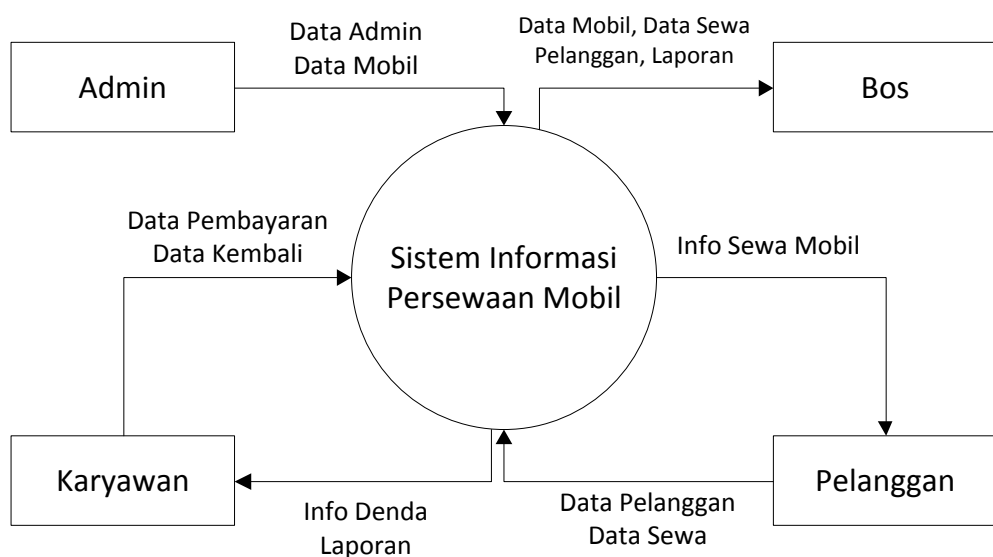 Data Admin
Data Mobil
Data Mobil, Data Sewa
Pelanggan, Laporan
Admin
Bos
Data Pembayaran
Data Kembali
Sistem Informasi
Persewaan Mobil
Info Sewa Mobil
Karyawan
Info Denda
Laporan
Data Pelanggan
Data Sewa
Pelanggan